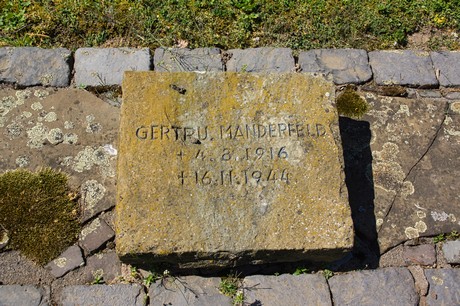 GERTRU. MANDERFELD
+ 4.8.1916
+ 16.11.1944